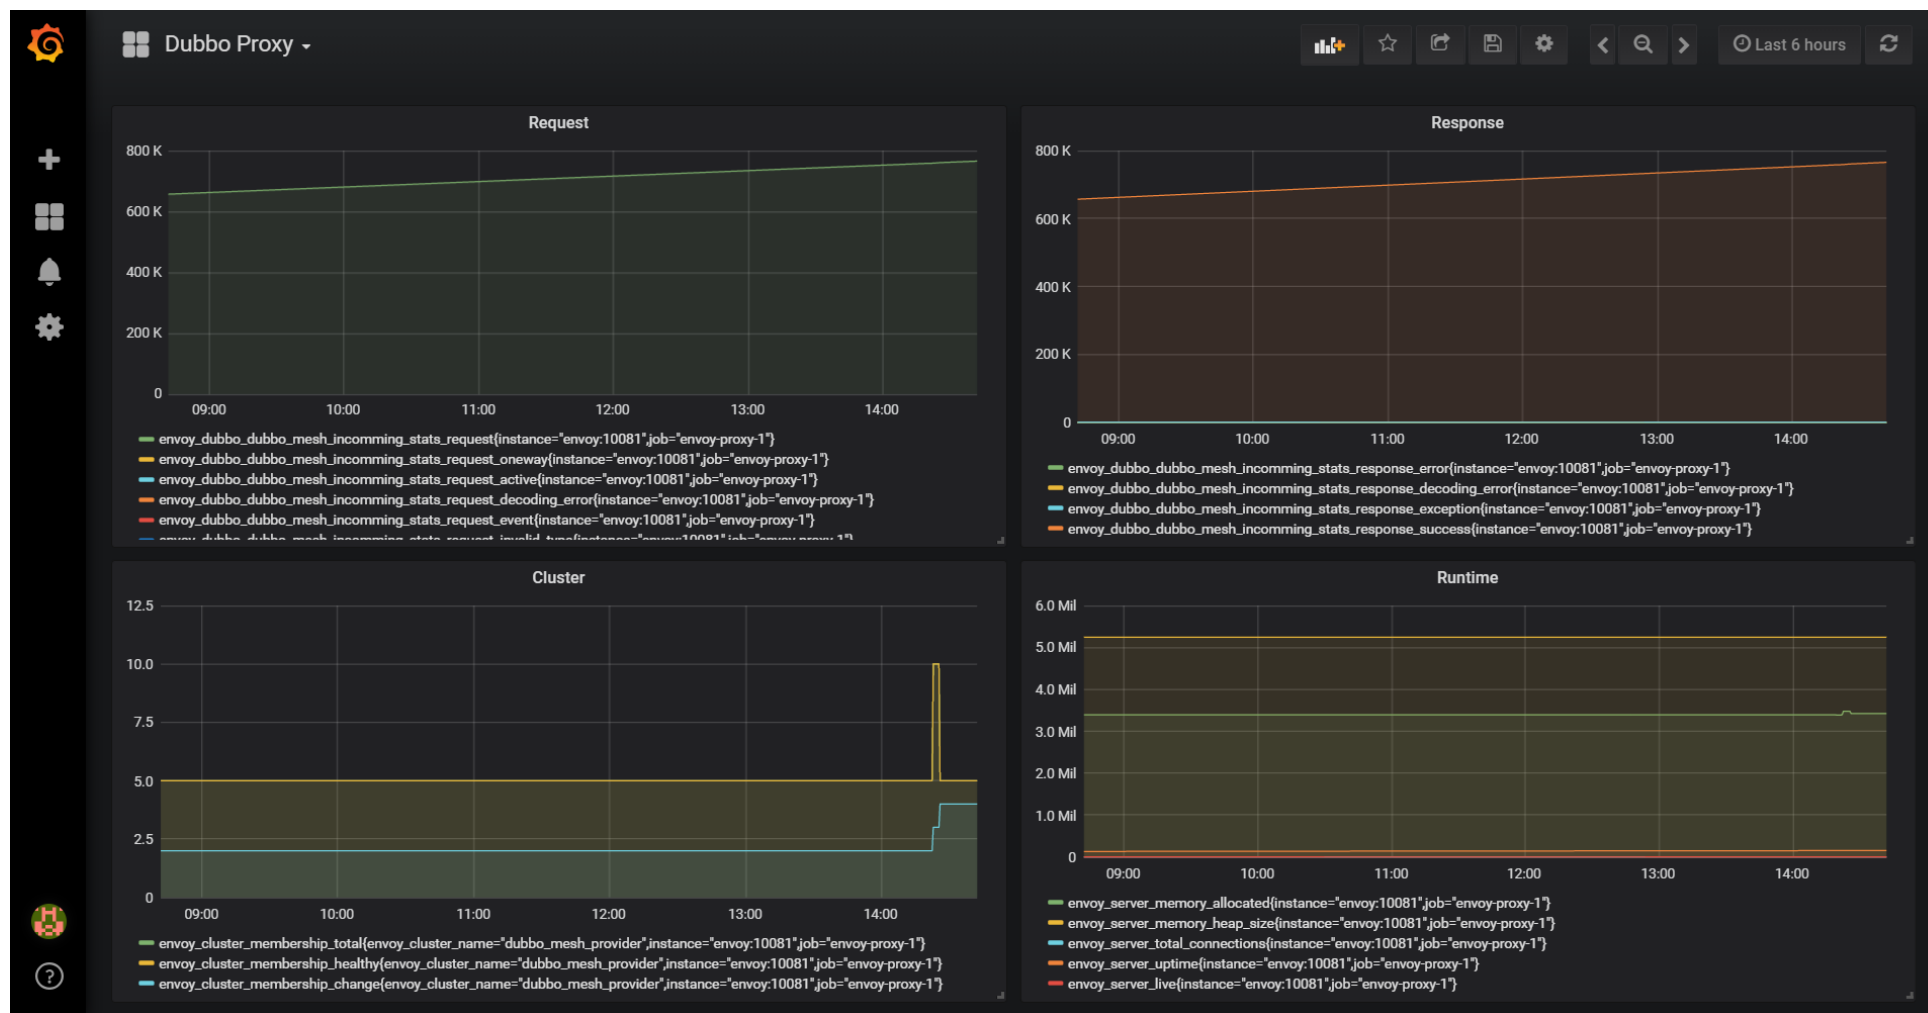 Dubbo Proxy
Last 6 hours
Request
800 K
600 K
400 K
200 K
0
09:00 10:00 11:00 12:00 13:00 14:00
envoy_dubbo_dubbo_mesh_incomming_stats_request{instance="envoy:10081",job="envoy-proxy-1"}
envoy_dubbo_dubbo_mesh_incomming_stats_request_oneway{instance="envoy:10081",job="envoy-proxy-1"}
envoy_dubbo_dubbo_mesh_incomming_stats_request_active{instance="envoy:10081",job="envoy-proxy-1"}
envoy_dubbo_dubbo_mesh_incomming_stats_request_decoding_error{instance="envoy:10081",job="envoy-proxy-1"}
envoy_dubbo_dubbo_mesh_incomming_stats_request_event{instance="envoy:10081",job="envoy-proxy-1"}
envoy_dubbo_dubbo_mesh_incomming_stats_request_invalid_type{instance="envoy:10081",job="envoy-proxy-1"}
Response
800 K
600 K
400 K
200 K
0
09:00 10:00 11:00 12:00 13:00 14:00
envoy_dubbo_dubbo_mesh_incomming_stats_response_error{instance="envoy:10081",job="envoy-proxy-1"}
envoy_dubbo_dubbo_mesh_incomming_stats_response_decoding_error{instance="envoy:10081",job="envoy-proxy-1"}
envoy_dubbo_dubbo_mesh_incomming_stats_response_exception{instance="envoy:10081",job="envoy-proxy-1"}
envoy_dubbo_dubbo_mesh_incomming_stats_response_success{instance="envoy:10081",job="envoy-proxy-1"}
Cluster
12.5
10.0
7.5
5.0
2.5
0
09:00 10:00 11:00 12:00 13:00 14:00
envoy_cluster_membership_total{envoy_cluster_name="dubbo_mesh_provider",instance="envoy:10081",job="envoy-proxy-1"}
envoy_cluster_membership_healthy{envoy_cluster_name="dubbo_mesh_provider",instance="envoy:10081",job="envoy-proxy-1"}
envoy_cluster_membership_change{envoy_cluster_name="dubbo_mesh_provider",instance="envoy:10081",job="envoy-proxy-1"}
Runtime
6.0 Mil
5.0 Mil
4.0 Mil
3.0 Mil
2.0 Mil
1.0 Mil
0
09:00 10:00 11:00 12:00 13:00 14:00
envoy_server_memory_allocated{instance="envoy:10081",job="envoy-proxy-1"}
envoy_server_memory_heap_size{instance="envoy:10081",job="envoy-proxy-1"}
envoy_server_total_connections{instance="envoy:10081",job="envoy-proxy-1"}
envoy_server_uptime{instance="envoy:10081",job="envoy-proxy-1"}
envoy_server_live{instance="envoy:10081",job="envoy-proxy-1"}